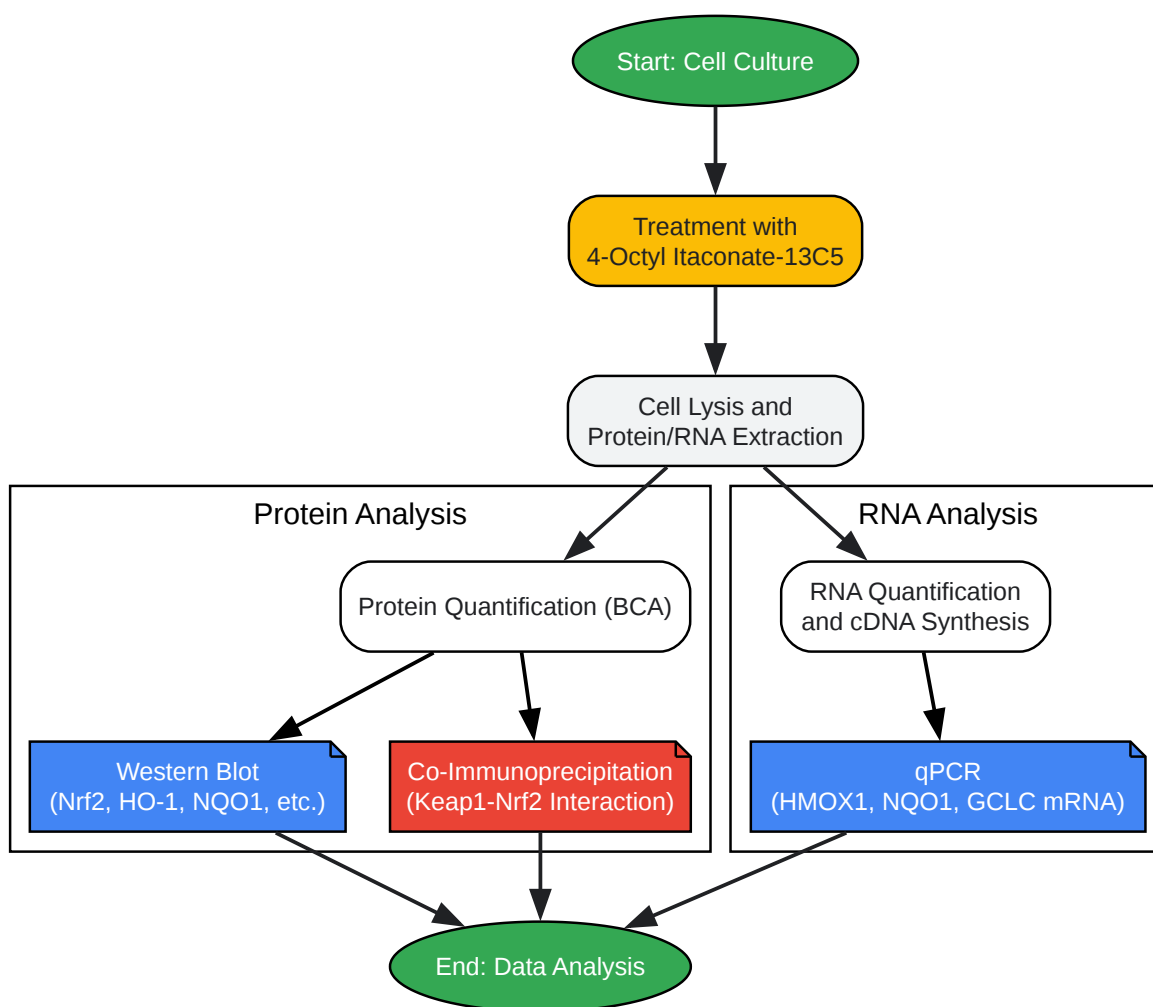 Start: Cell Culture
Treatment with
4-Octyl Itaconate-13C5
Cell Lysis and
Protein/RNA Extraction
Protein Analysis
Protein Quantification (BCA)
Western Blot
(Nrf2, HO-1, NQO1, etc.)
Co-Immunoprecipitation
(Keap1-Nrf2 Interaction)
RNA Analysis
RNA Quantification
and cDNA Synthesis
qPCR
(HMOX1, NQO1, GCLC mRNA)
End: Data Analysis